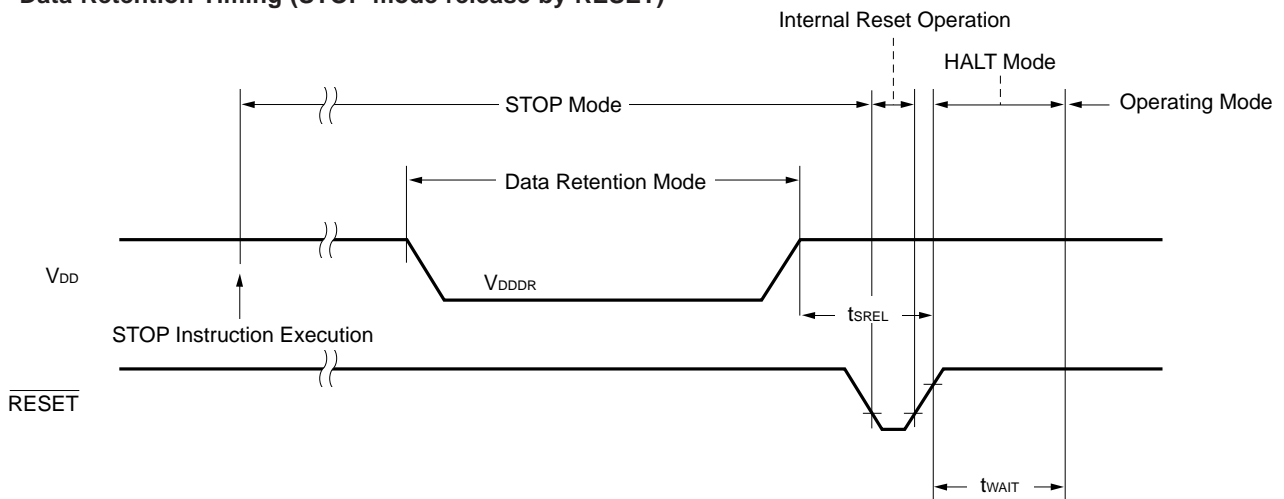 Data Retention Timing (STOP mode release by RESET)
Internal Reset Operation
HALT Mode
STOP Mode
Operating Mode
Data Retention Mode
VDD
VDDDR
STOP Instruction Execution
tSREL
RESET
tWAIT